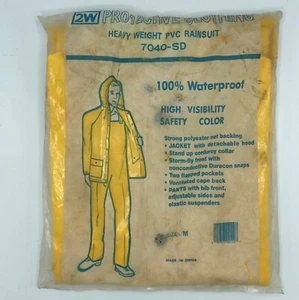 2W PROTECTIVE CLOTHING
HEAVY WEIGHT PVC RAINSUIT
7040-SD
100% Waterproof
HIGH VISIBILITY
SAFETY COLOR
Strong polyester net backing
• JACKET with detachable hood
• Stand up corduroy collar
• Storm-fly front with
nonconductive Duracon snaps
• Two flapped pockets
• Ventilated cape back
• PANTS with bib front,
adjustable sides and
elastic suspenders
M
MADE IN